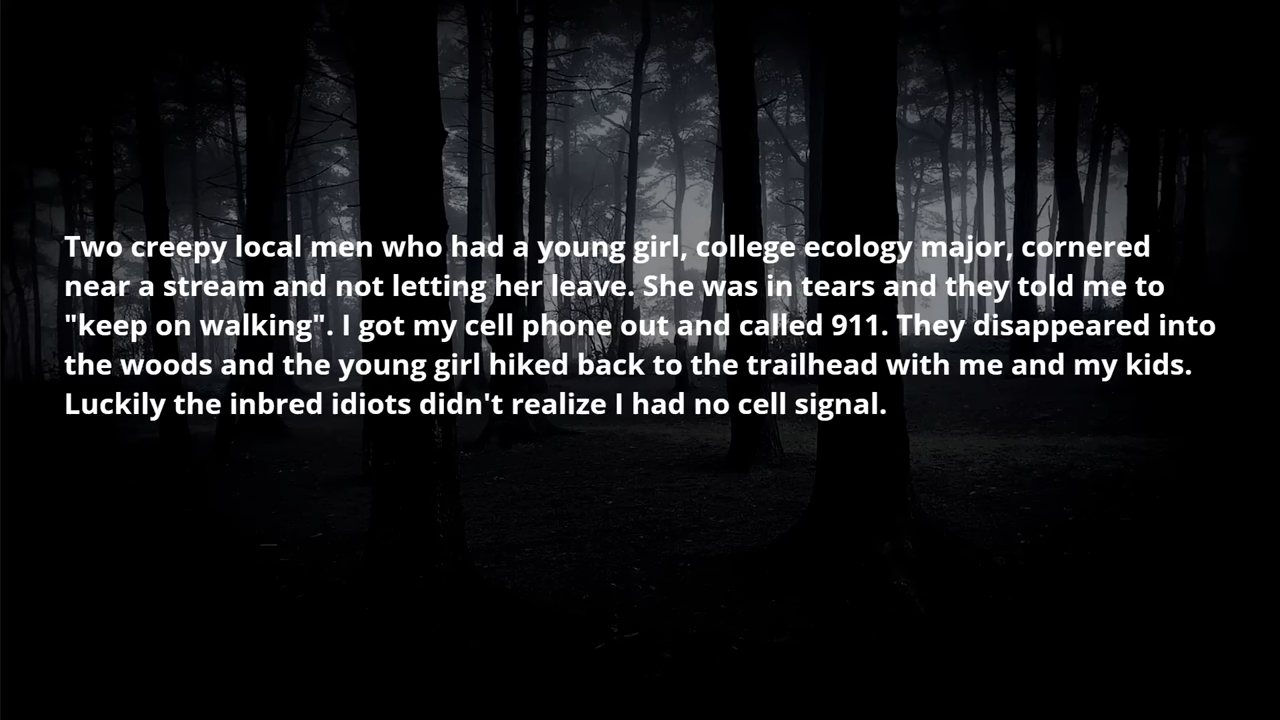 Two creepy local men who had a young girl, college ecology major, cornered
near a stream and not letting her leave. She was in tears and they told me to
"keep on walking". I got my cell phone out and called 911. They disappeared into
the woods and the young girl hiked back to the trailhead with me and my kids.
Luckily the inbred idiots didn't realize I had no cell signal.